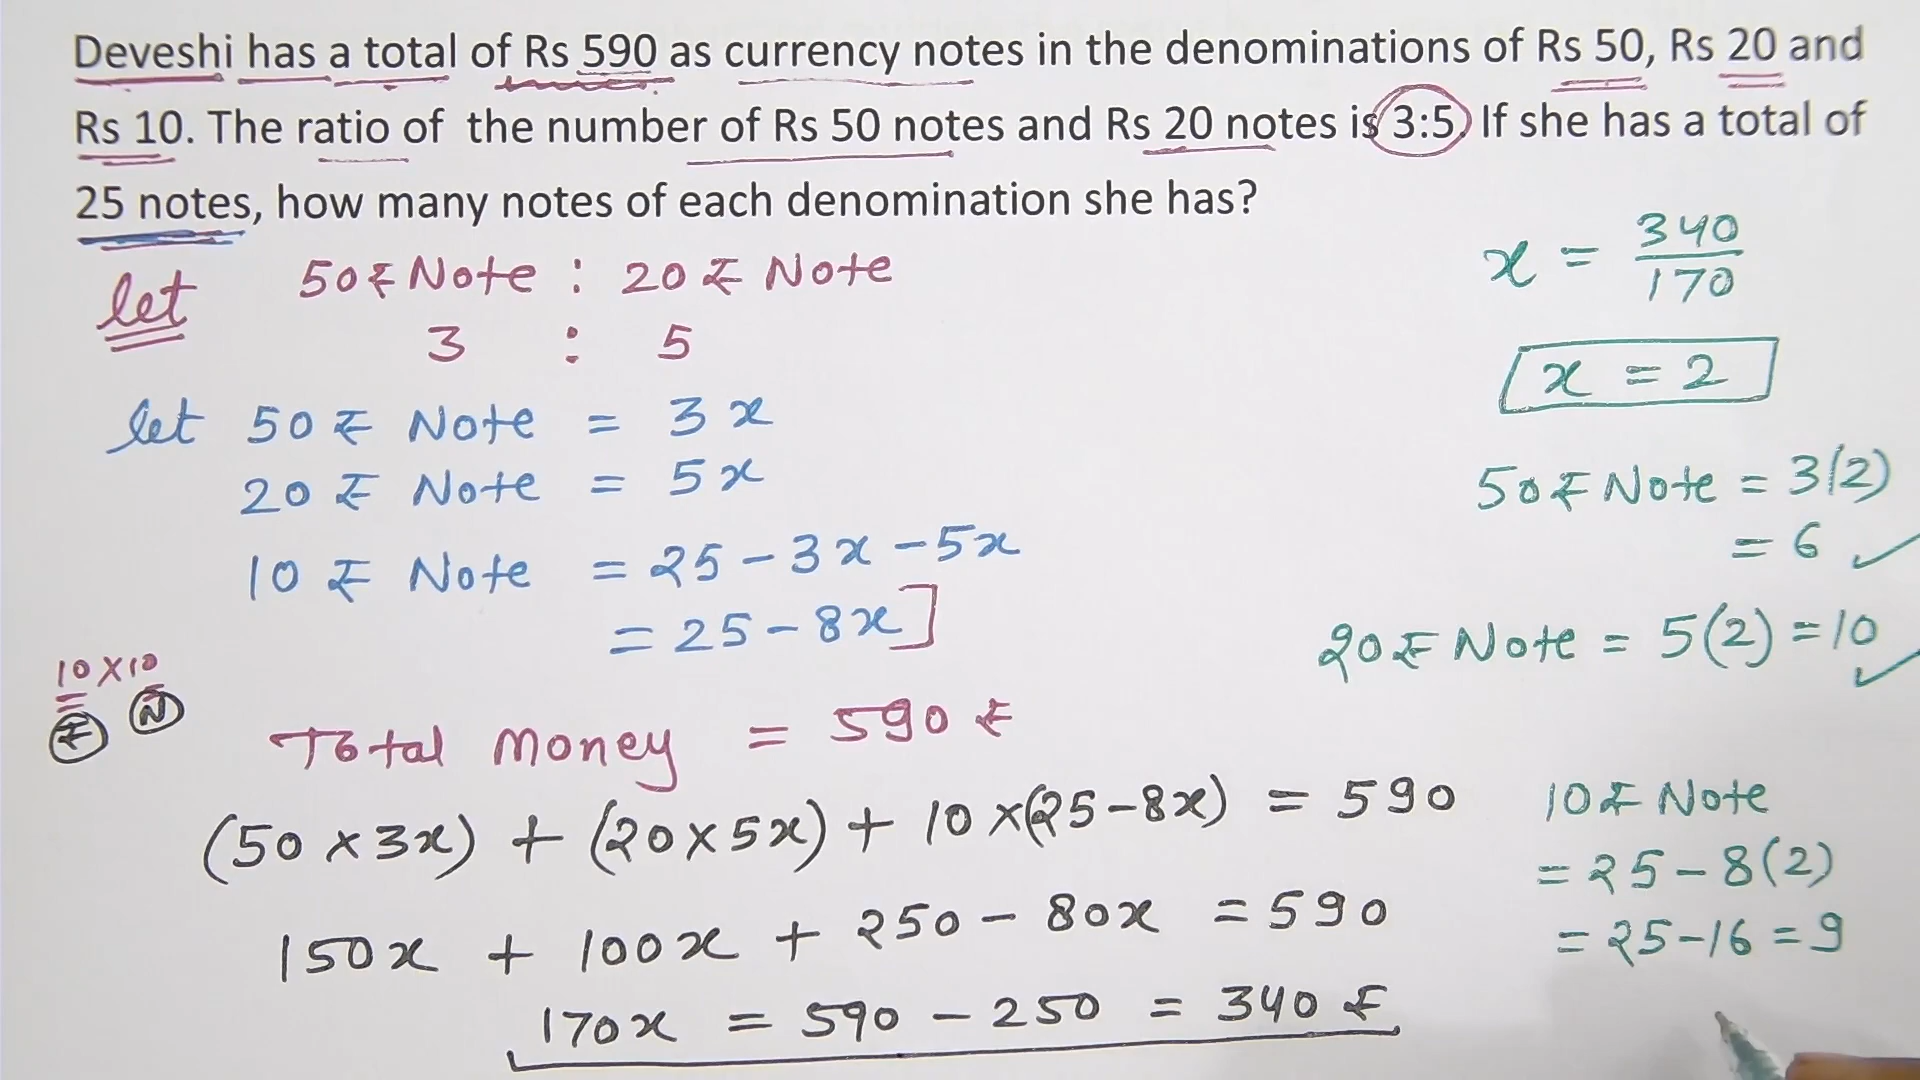 Deveshi has a total of Rs 590 as currency notes in the denominations of Rs 50, Rs 20 and
Rs 10. The ratio of the number of Rs 50 notes and Rs 20 notes is 3:5. If she has a total of
25 notes, how many notes of each denomination she has?
let 50 ₹ Note : 20 ₹ Note
3 : 5
let 50 ₹ Note = 3x
20 ₹ Note = 5x
10 ₹ Note = 25 - 3x - 5x
= 25 - 8x]
10 X 10
₹ N
Total Money = 590 ₹
(50 × 3x) + (20 × 5x) + 10 × (25 - 8x) = 590
150x + 100x + 250 - 80x = 590
170x = 590 - 250 = 340 ₹
x = 340/170
x = 2
50 ₹ Note = 3(2)
= 6 ✓
20 ₹ Note = 5(2) = 10 ✓
10 ₹ Note
= 25 - 8(2)
= 25 - 16 = 9